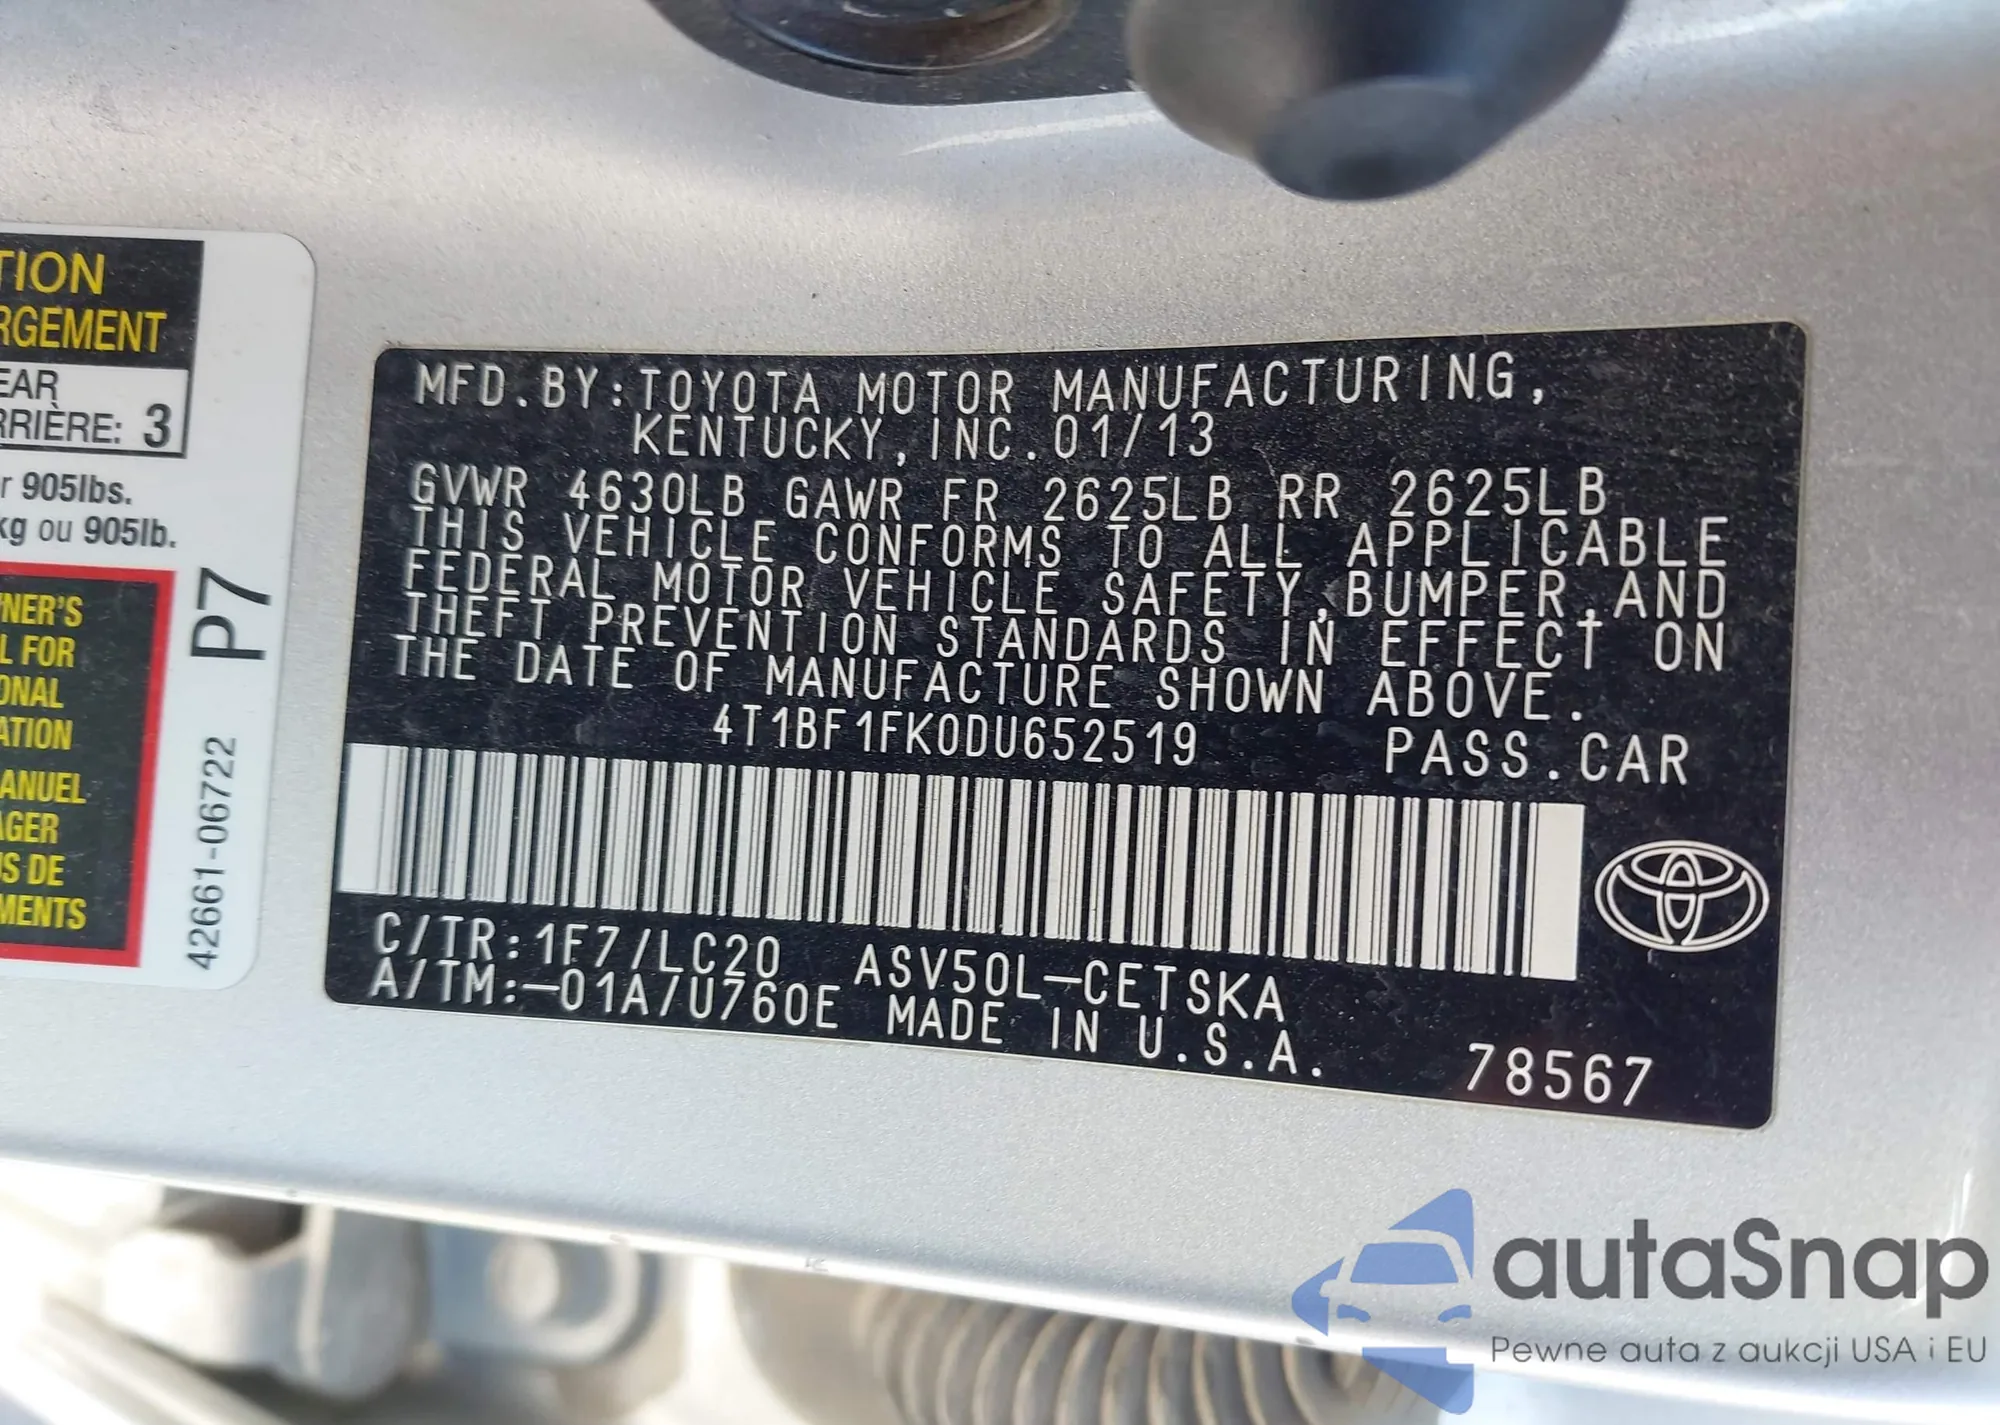 TION
RGEMENT
EAR
RRIÈRE: 3
r 905lbs.
kg ou 905lb.
NER'S
L FOR
ONAL
ATION
ANUEL
AGER
US DE
MENTS
P7
42661-06722
MFD.BY:TOYOTA MOTOR MANUFACTURING,
KENTUCKY,INC.01/13
GVWR 4630LB GAWR FR 2625LB RR 2625LB
THIS VEHICLE CONFORMS TO ALL APPLICABLE
FEDERAL MOTOR VEHICLE SAFETY,BUMPER,AND
THEFT PREVENTION STANDARDS IN EFFECT ON
THE DATE OF MANUFACTURE SHOWN ABOVE.
4T1BF1FK0DU652519 PASS.CAR
C/TR:1F7/LC20 ASV50L-CETSKA
A/TM:-01A/U760E MADE IN U.S.A.
78567
autaSnap
Pewne auta z aukcji USA i EU